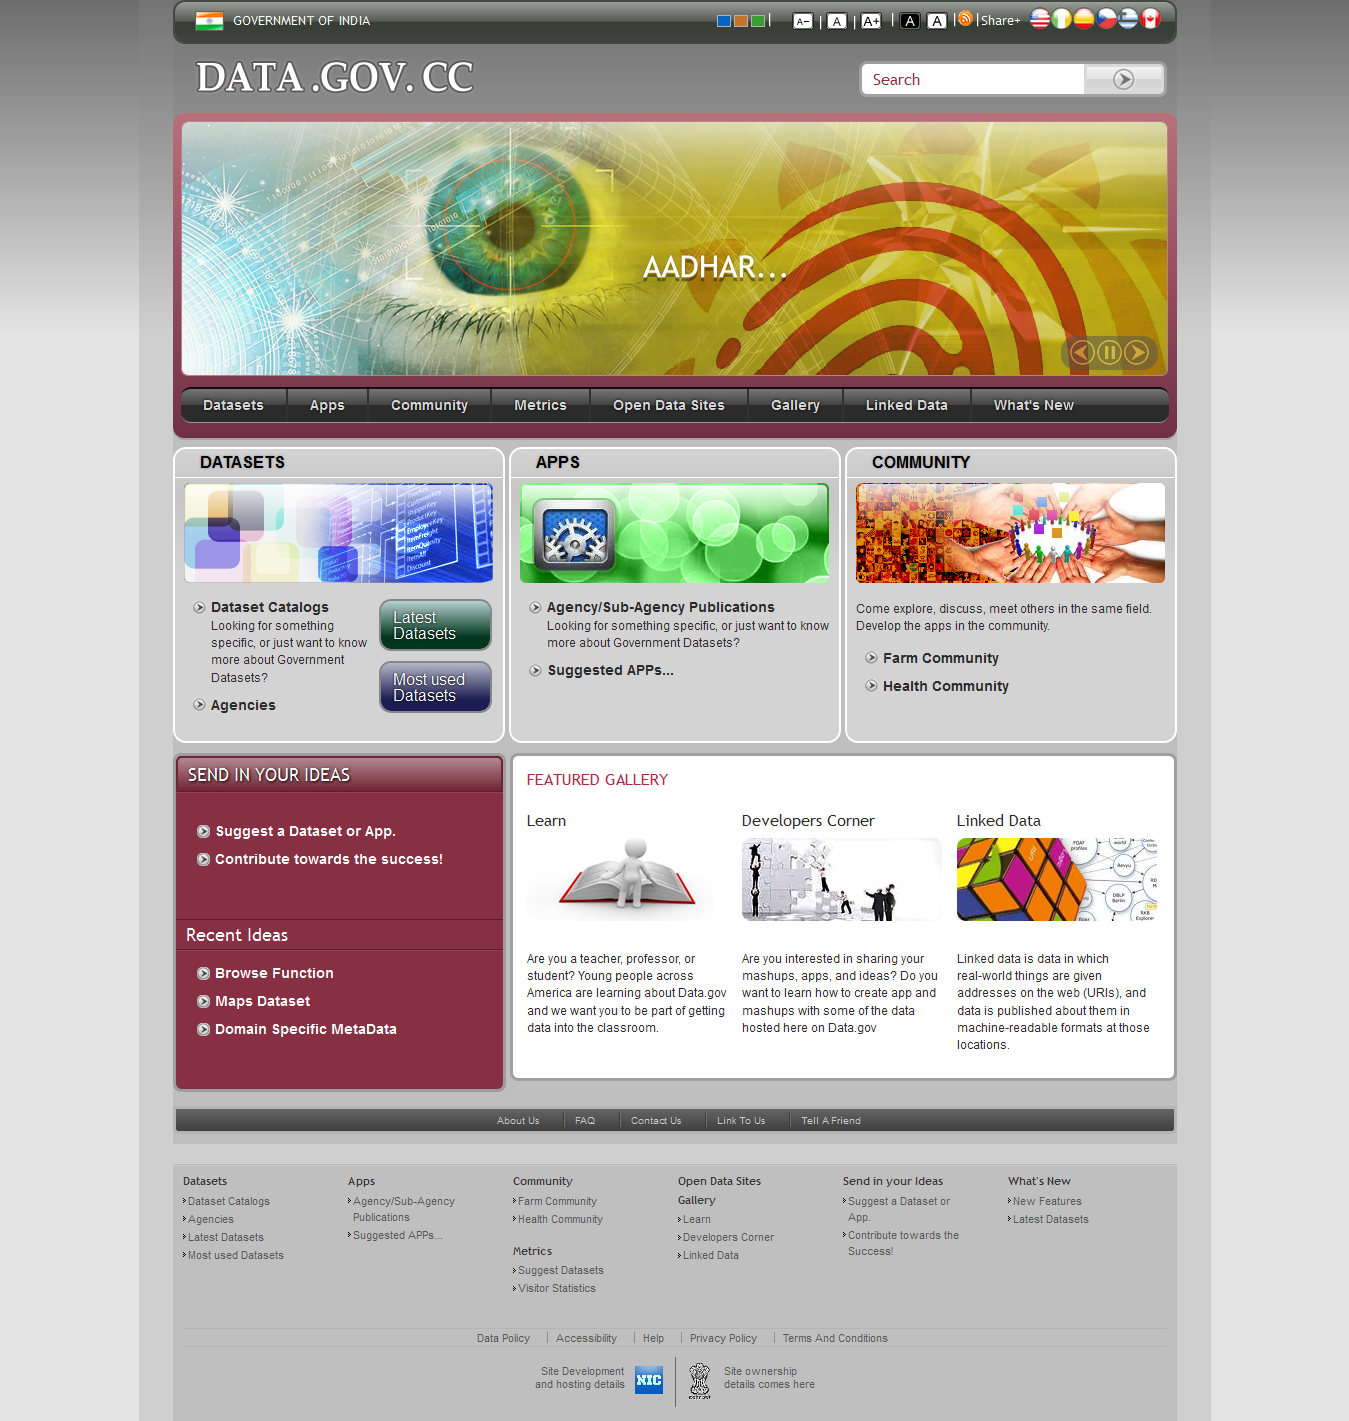 GOVERNMENT OF INDIA
A−
A
A+
A
A
Share+
DATA .GOV. CC
Search
AADHAR...
Datasets
Apps
Community
Metrics
Open Data Sites
Gallery
Linked Data
What's New
DATASETS
Dataset Catalogs
Looking for something
specific, or just want to know
more about Government
Datasets?
Agencies
Latest
Datasets
Most used
Datasets
APPS
Agency/Sub-Agency Publications
Looking for something specific, or just want to know
more about Government Datasets?
Suggested APPs...
COMMUNITY
Come explore, discuss, meet others in the same field.
Develop the apps in the community.
Farm Community
Health Community
SEND IN YOUR IDEAS
Suggest a Dataset or App.
Contribute towards the success!
Recent Ideas
Browse Function
Maps Dataset
Domain Specific MetaData
FEATURED GALLERY
Learn
Are you a teacher, professor, or
student? Young people across
America are learning about Data.gov
and we want you to be part of getting
data into the classroom.
Developers Corner
Are you interested in sharing your
mashups, apps, and ideas? Do you
want to learn how to create app and
mashups with some of the data
hosted here on Data.gov
Linked Data
FOAF
profiles
Revyu
DBLP
Berlin
RKB
Explorer
Linked data is data in which
real-world things are given
addresses on the web (URIs), and
data is published about them in
machine-readable formats at those
locations.
About Us
FAQ
Contact Us
Link To Us
Tell A Friend
Datasets
Dataset Catalogs
Agencies
Latest Datasets
Most used Datasets
Apps
Agency/Sub-Agency
Publications
Suggested APPs...
Community
Farm Community
Health Community
Metrics
Suggest Datasets
Visitor Statistics
Open Data Sites
Gallery
Learn
Developers Corner
Linked Data
Send in your Ideas
Suggest a Dataset or
App.
Contribute towards the
Success!
What's New
New Features
Latest Datasets
Data Policy
Accessibility
Help
Privacy Policy
Terms And Conditions
Site Development
and hosting details
NIC
Site ownership
details comes here